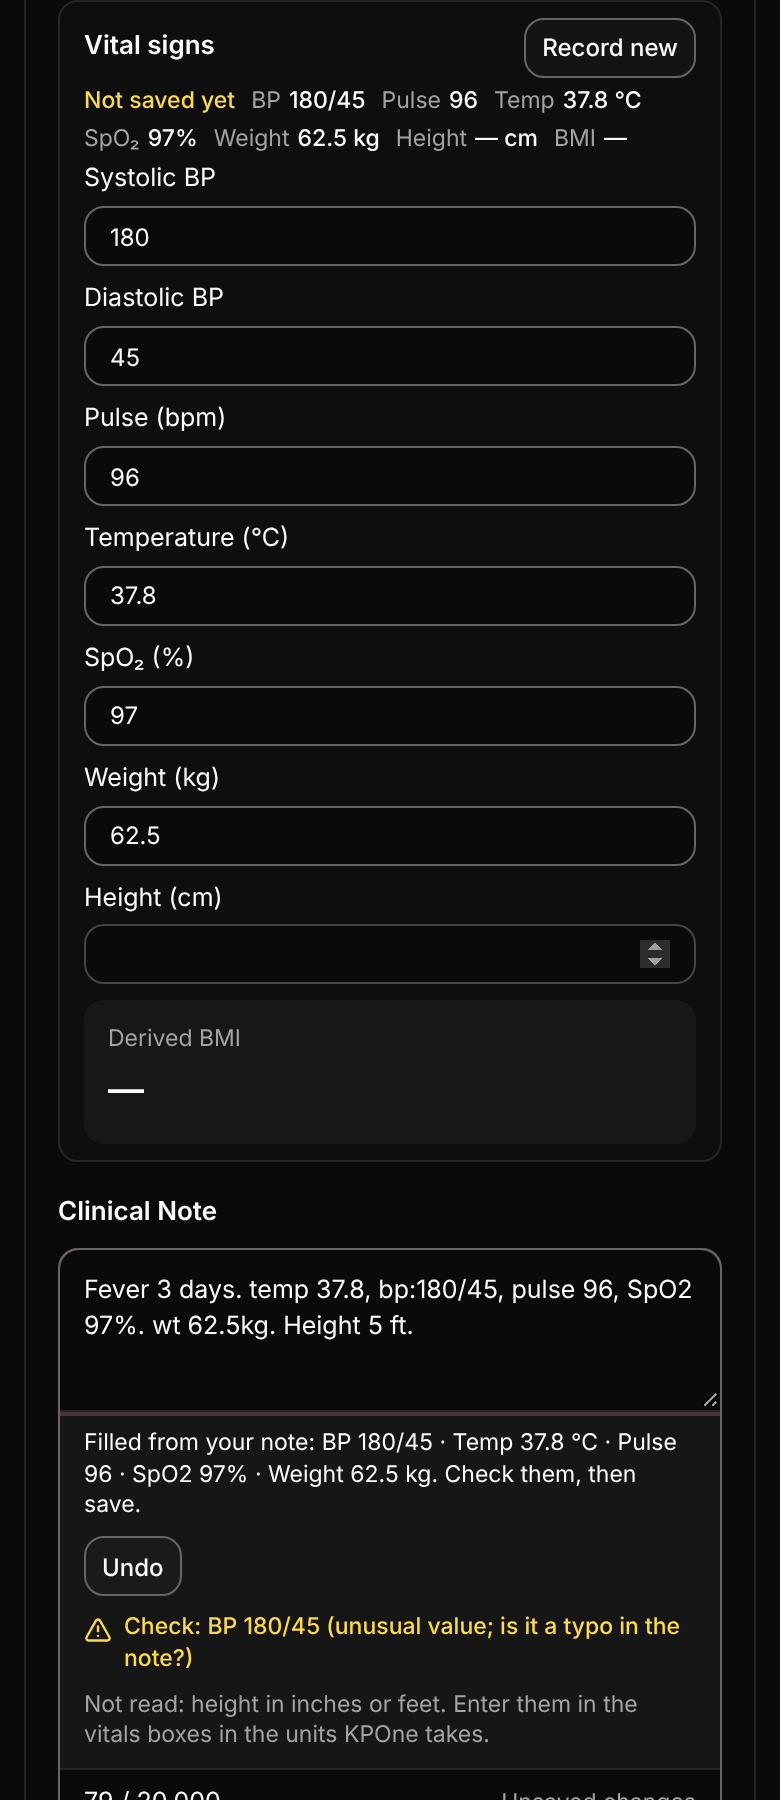 Vital signs
Record new
Not saved yet BP 180/45 Pulse 96 Temp 37.8 °C
SpO₂ 97% Weight 62.5 kg Height — cm BMI —
Systolic BP
180
Diastolic BP
45
Pulse (bpm)
96
Temperature (°C)
37.8
SpO₂ (%)
97
Weight (kg)
62.5
Height (cm)
Derived BMI
—
Clinical Note
Fever 3 days. temp 37.8, bp:180/45, pulse 96, SpO2
97%. wt 62.5kg. Height 5 ft.
Filled from your note: BP 180/45 · Temp 37.8 °C · Pulse
96 · SpO2 97% · Weight 62.5 kg. Check them, then
save.
Undo
Check: BP 180/45 (unusual value; is it a typo in the
note?)
Not read: height in inches or feet. Enter them in the
vitals boxes in the units KPOne takes.
79 / 20,000 Unsaved changes